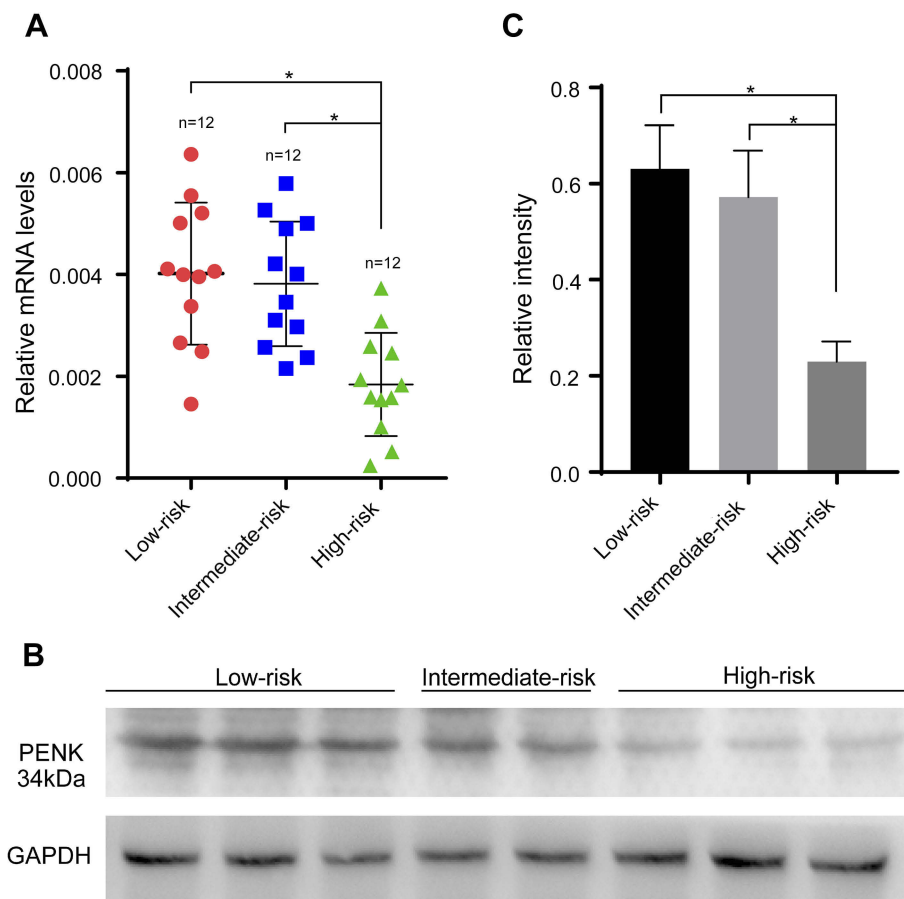 A
Relative mRNA levels
0.008
0.006
0.004
0.002
0.000
*
*
n=12
n=12
n=12
Low-risk
Intermediate-risk
High-risk
C
Relative intensity
0.8
0.6
0.4
0.2
0.0
*
*
Low-risk
Intermediate-risk
High-risk
B
Low-risk
Intermediate-risk
High-risk
PENK
34kDa
GAPDH